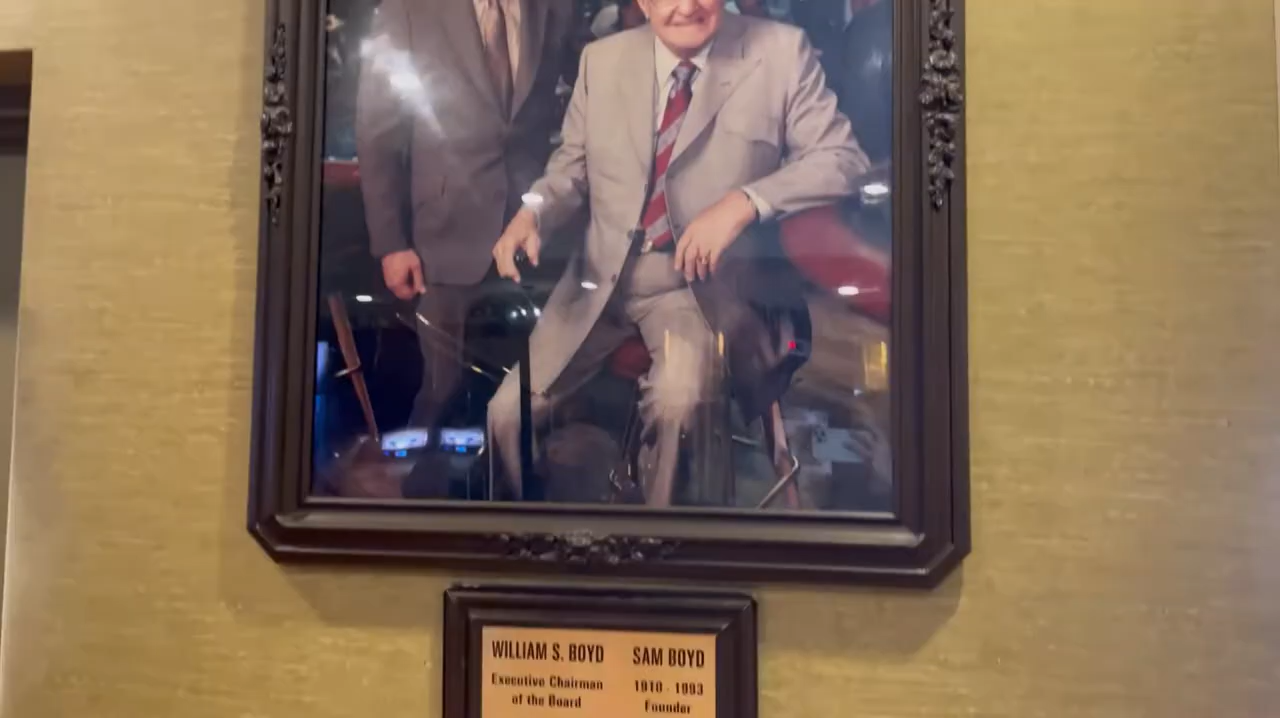 WILLIAM S. BOYD
Executive Chairman
of the Board
SAM BOYD
1910 - 1993
Founder